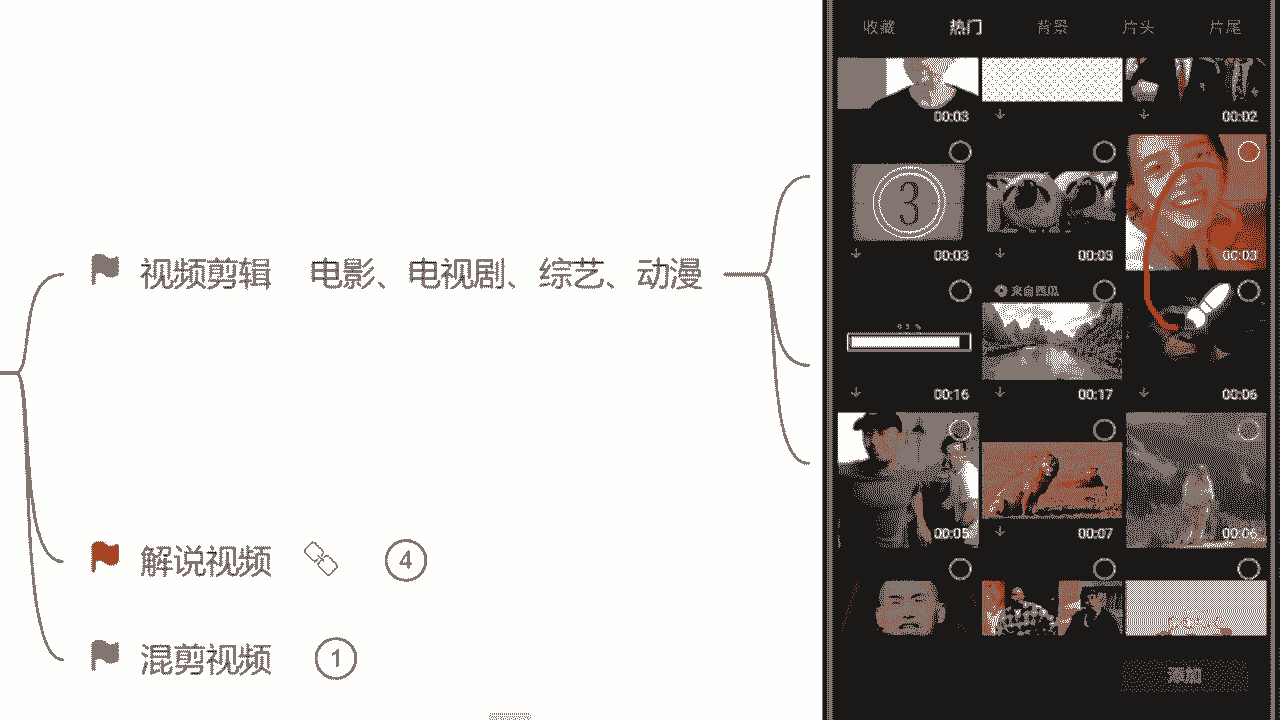 视频剪辑 电影、电视剧、综艺、动漫
解说视频 4
混剪视频 1
收藏 热门 背景 片头 片尾
00:03 00:02
3
00:03 00:03 00:03
来自西瓜
93%
00:16 00:17 00:06
00:05 00:07 00:06
添加